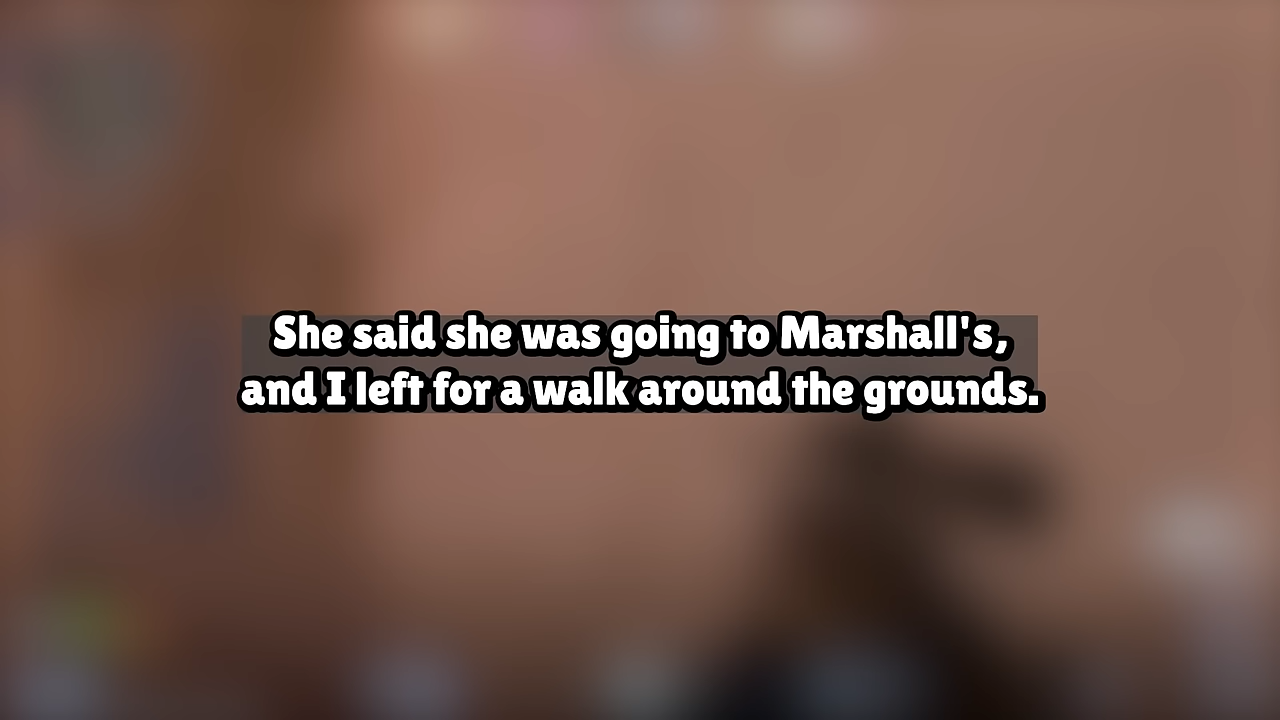 She said she was going to Marshall's,
and I left for a walk around the grounds.